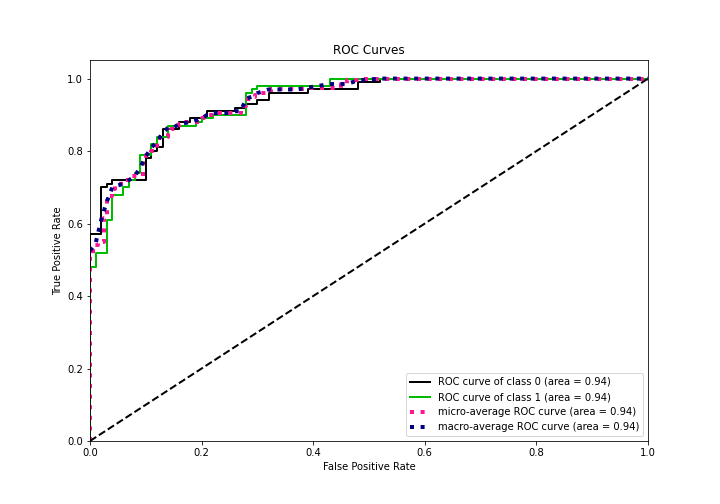 ROC Curves
True Positive Rate
1.0
0.8
0.6
0.4
0.2
0.0
0.0 0.2 0.4 0.6 0.8 1.0
False Positive Rate
ROC curve of class 0 (area = 0.94)
ROC curve of class 1 (area = 0.94)
micro-average ROC curve (area = 0.94)
macro-average ROC curve (area = 0.94)